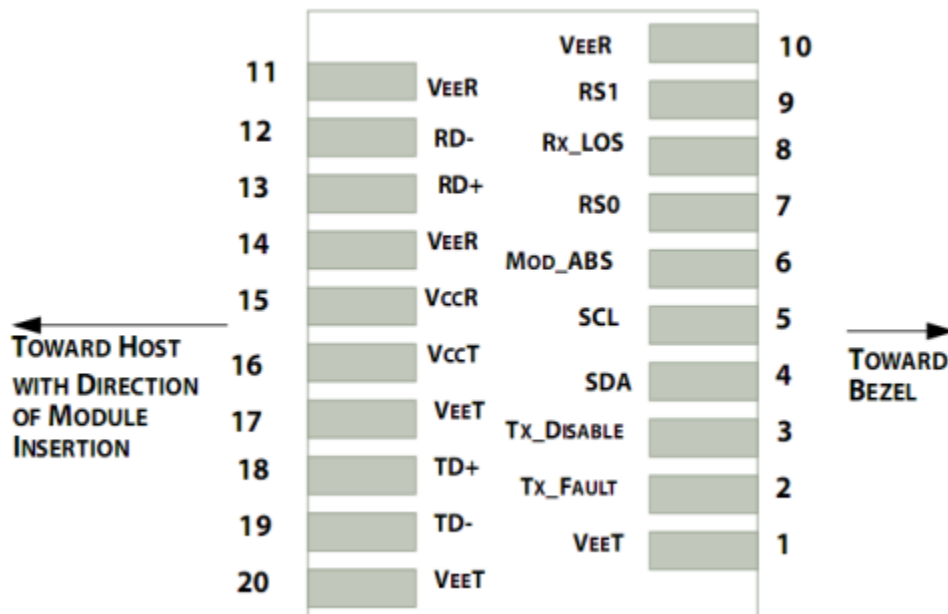 11 VEER
12 RD-
13 RD+
14 VEER
15 VCCR
16 VCCT
17 VEET
18 TD+
19 TD-
20 VEET
VEER 10
RS1 9
RX_LOS 8
RS0 7
MOD_ABS 6
SCL 5
SDA 4
TX_DISABLE 3
TX_FAULT 2
VEET 1
TOWARD HOST
WITH DIRECTION
OF MODULE
INSERTION
TOWARD
BEZEL